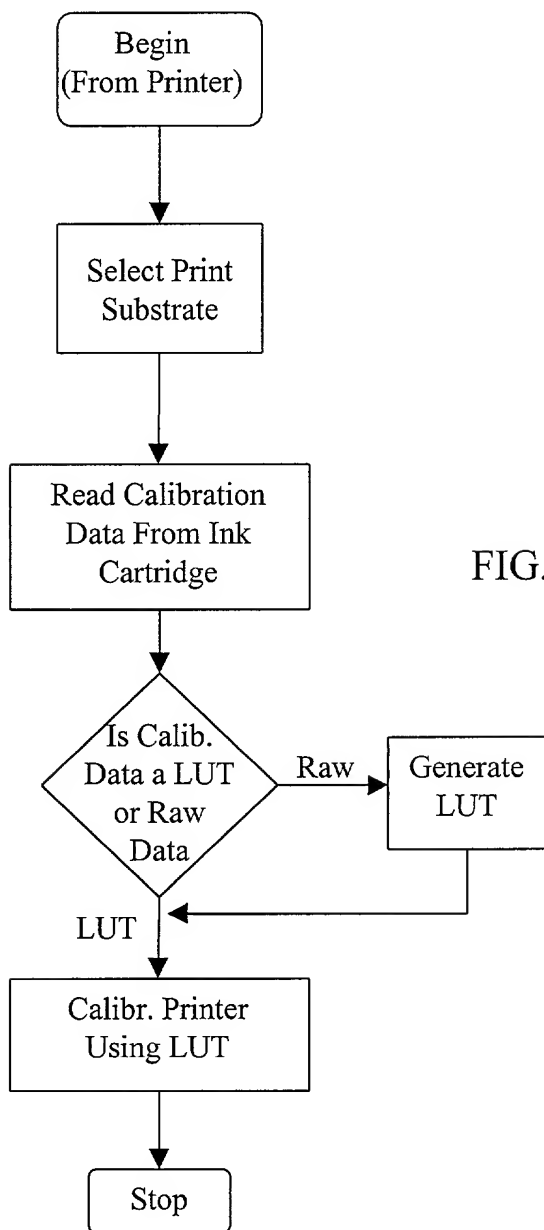 Begin
(From Printer)
Select Print
Substrate
Read Calibration
Data From Ink
Cartridge
FIG.
Is Calib.
Data a LUT
or Raw
Data
Raw
Generate
LUT
LUT
Calibr. Printer
Using LUT
Stop